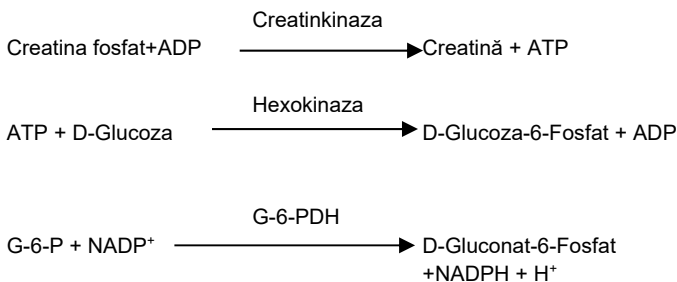 Creatinkinaza
Creatina fosfat+ADP Creatină + ATP
Hexokinaza
ATP + D-Glucoza D-Glucoza-6-Fosfat + ADP
G-6-PDH
G-6-P + NADP⁺ D-Gluconat-6-Fosfat
+NADPH + H⁺